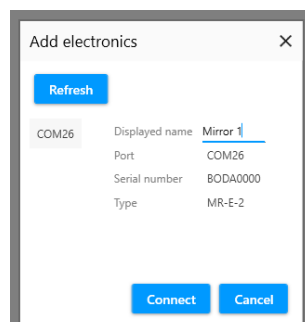 Add electronics
Refresh
COM26
Displayed name Mirror 1
Port COM26
Serial number BODA0000
Type MR-E-2
Connect Cancel